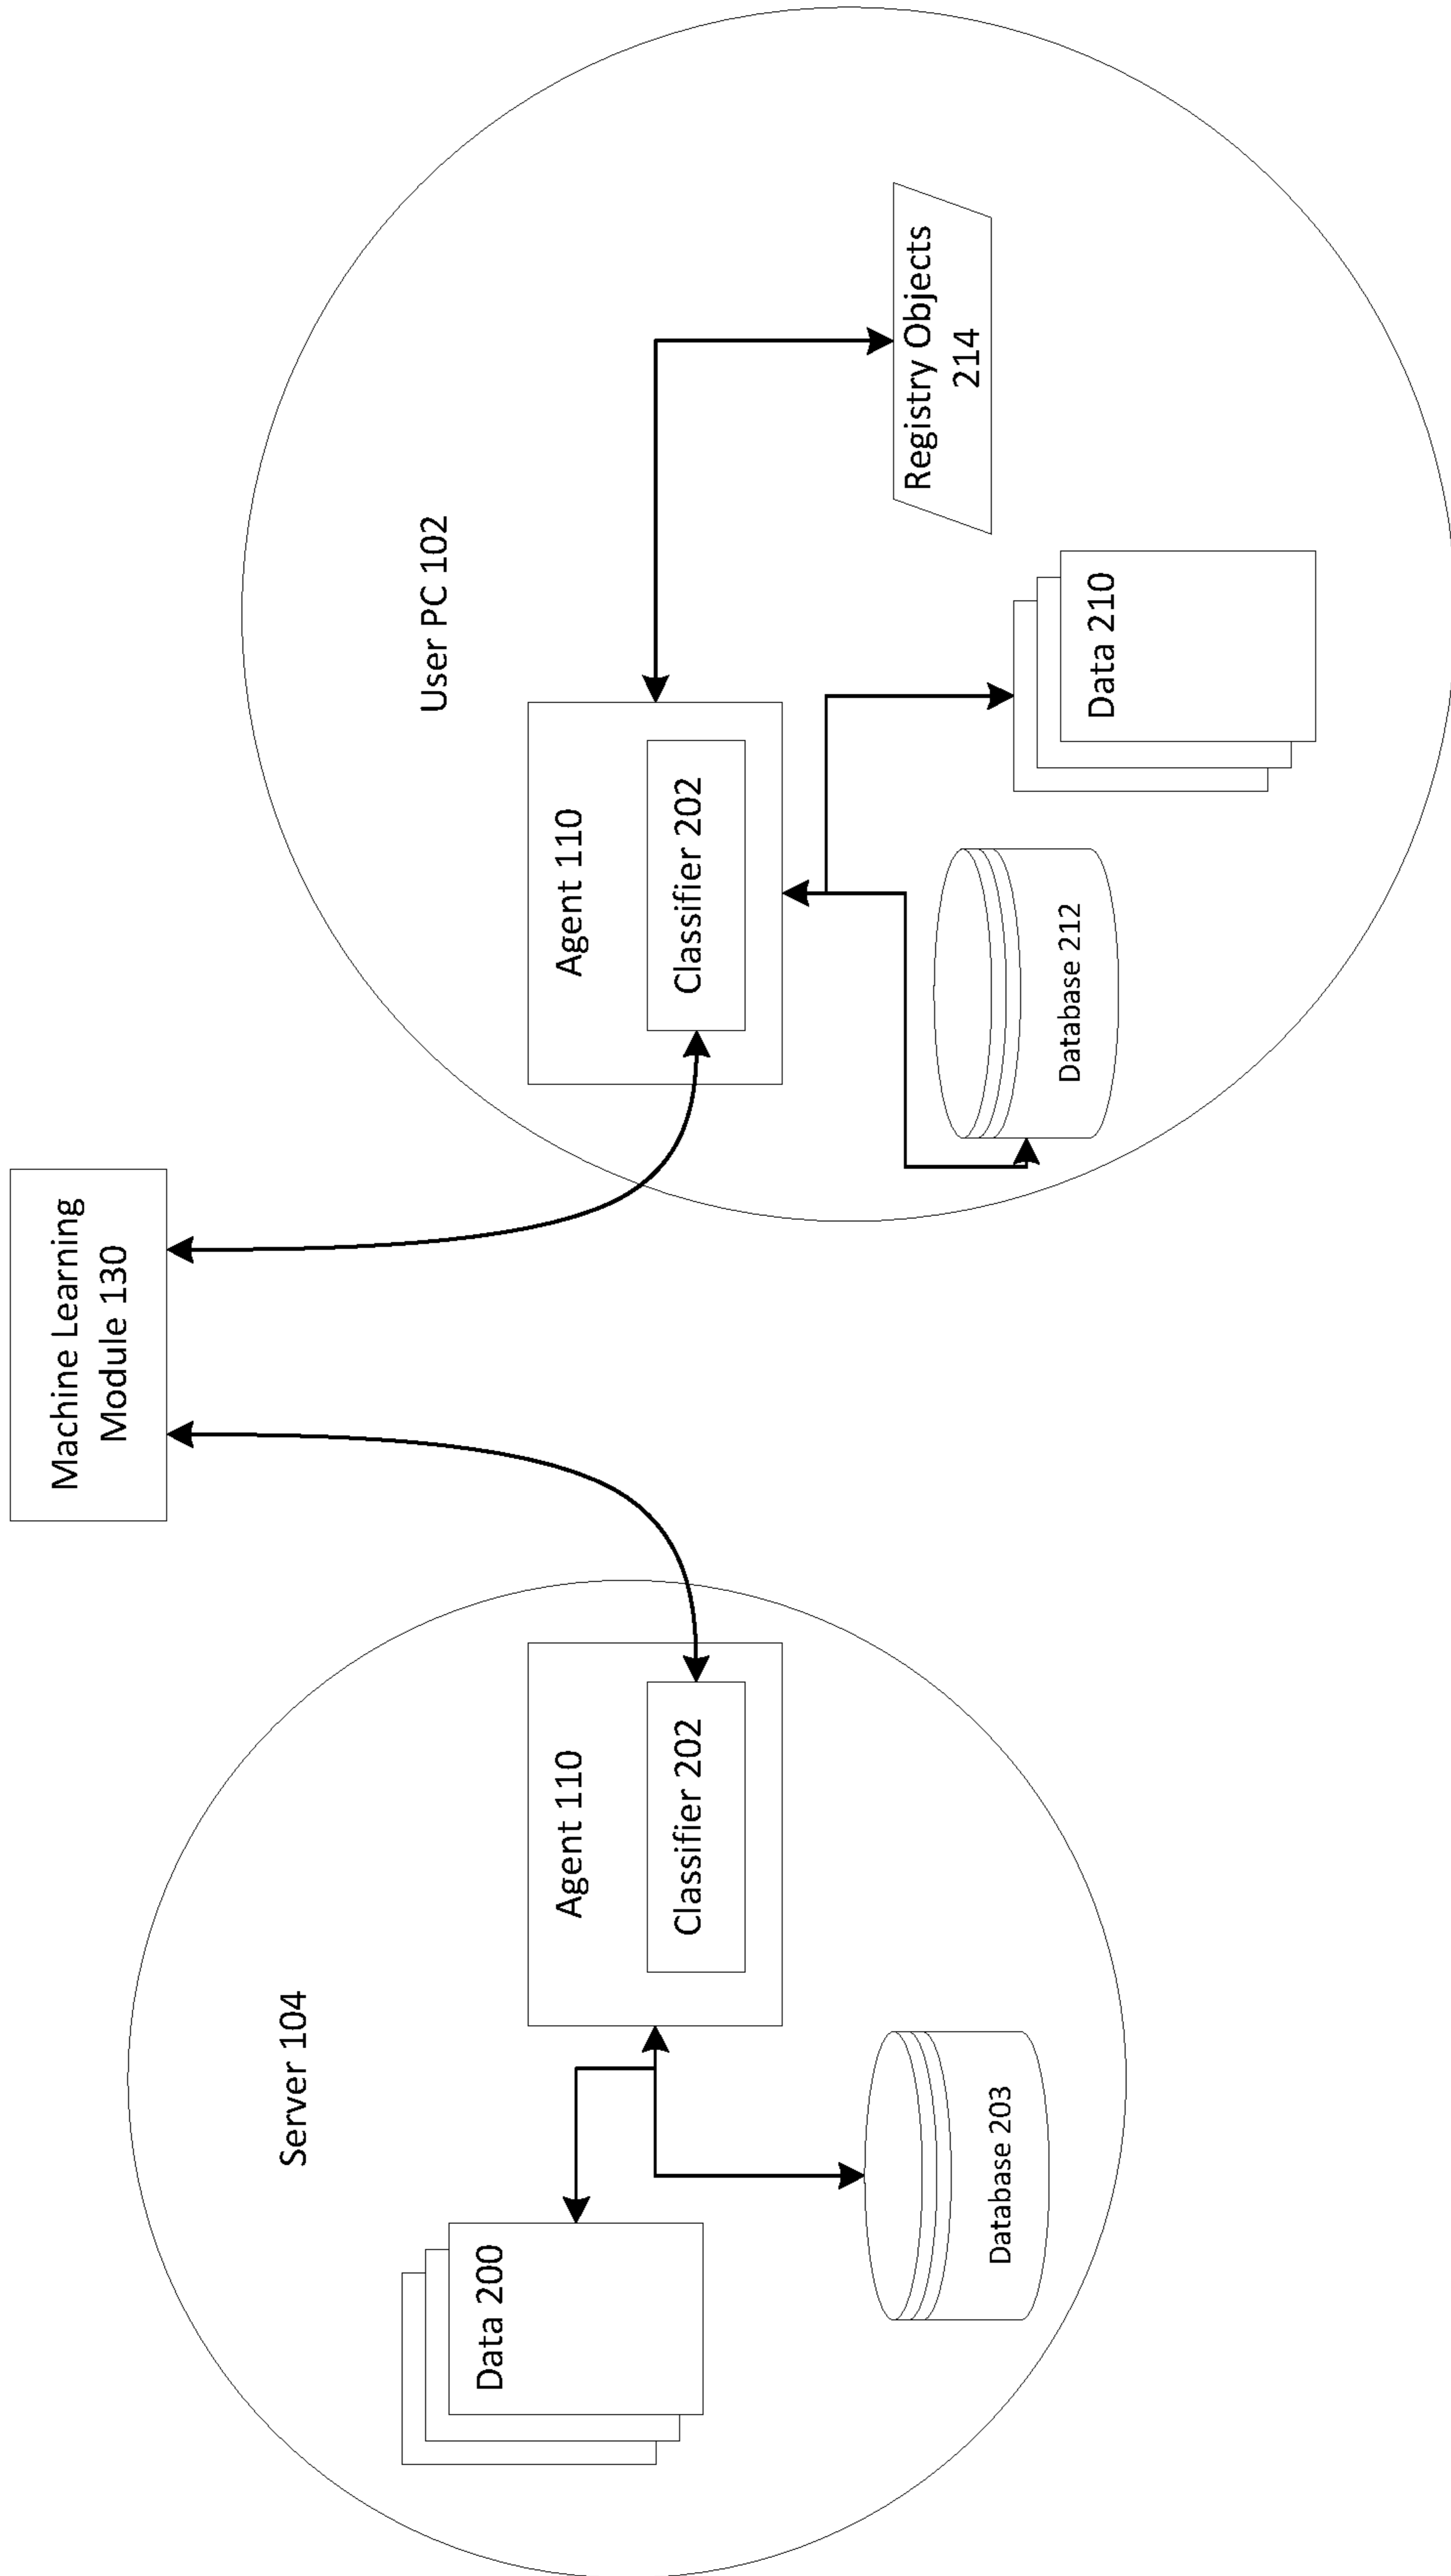 Machine Learning
Module 130
Server 104
Agent 110
Classifier 202
Data 200
Database 203
User PC 102
Agent 110
Classifier 202
Registry Objects
214
Data 210
Database 212